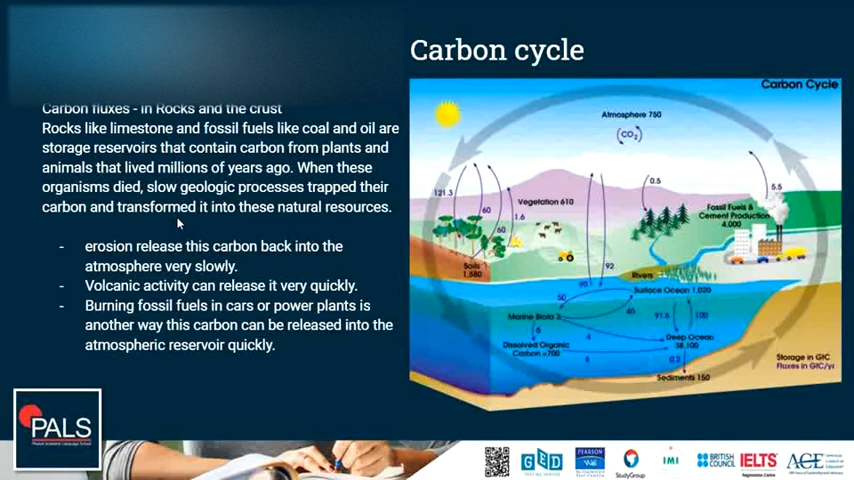 Carbon cycle
Carbon fluxes - in Rocks and the crust
Rocks like limestone and fossil fuels like coal and oil are
storage reservoirs that contain carbon from plants and
animals that lived millions of years ago. When these
organisms died, slow geologic processes trapped their
carbon and transformed it into these natural resources.
- erosion release this carbon back into the
atmosphere very slowly.
- Volcanic activity can release it very quickly.
- Burning fossil fuels in cars or power plants is
another way this carbon can be released into the
atmospheric reservoir quickly.
Carbon Cycle
Atmosphere 750
CO2
121.3
60
60
1.6
Vegetation 610
0.5
5.5
Fossil Fuels &
Cement Production
4,000
Soils
1,580
90
92
Rivers
Surface Ocean 1,020
50
40
Marine Biota 3
91.6
100
6
4
Dissolved Organic
Carbon <700
Deep Ocean
38,100
6
0.2
Sediments 150
Storage in GtC
Fluxes in GtC/yr
PALS
GED
PEARSON
VUE
StudyGroup
IMI
BRITISH
COUNCIL
IELTS
ACE